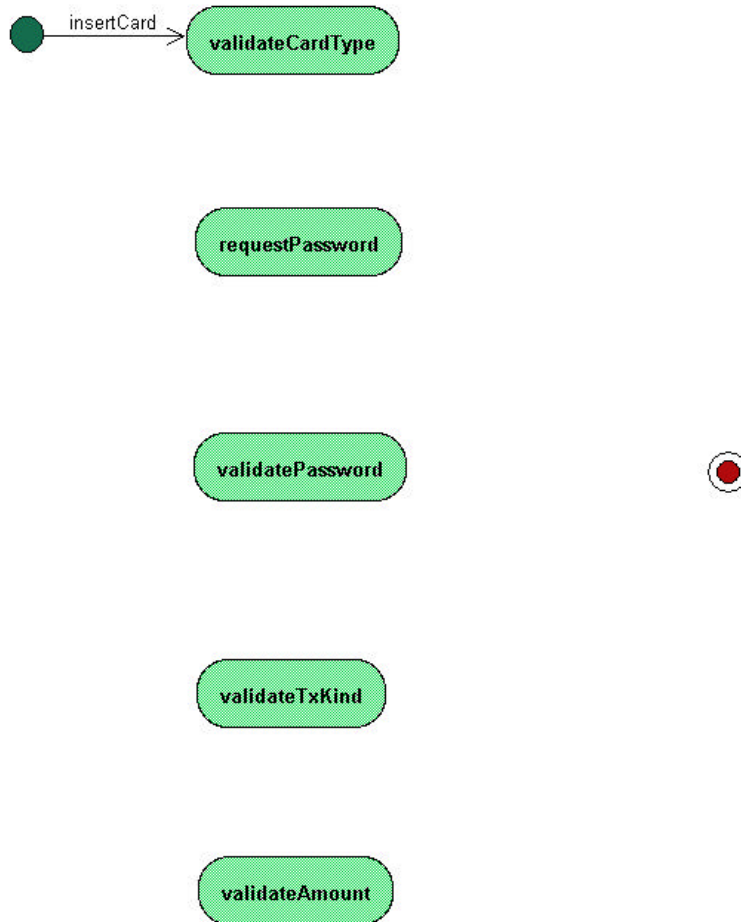 insertCard
validateCardType
requestPassword
validatePassword
validateTxKind
validateAmount